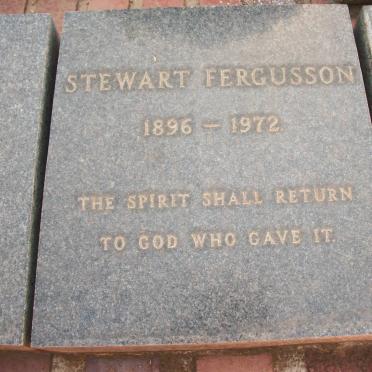 STEWART FERGUSSON
1896 – 1972
THE SPIRIT SHALL RETURN
TO GOD WHO GAVE IT.